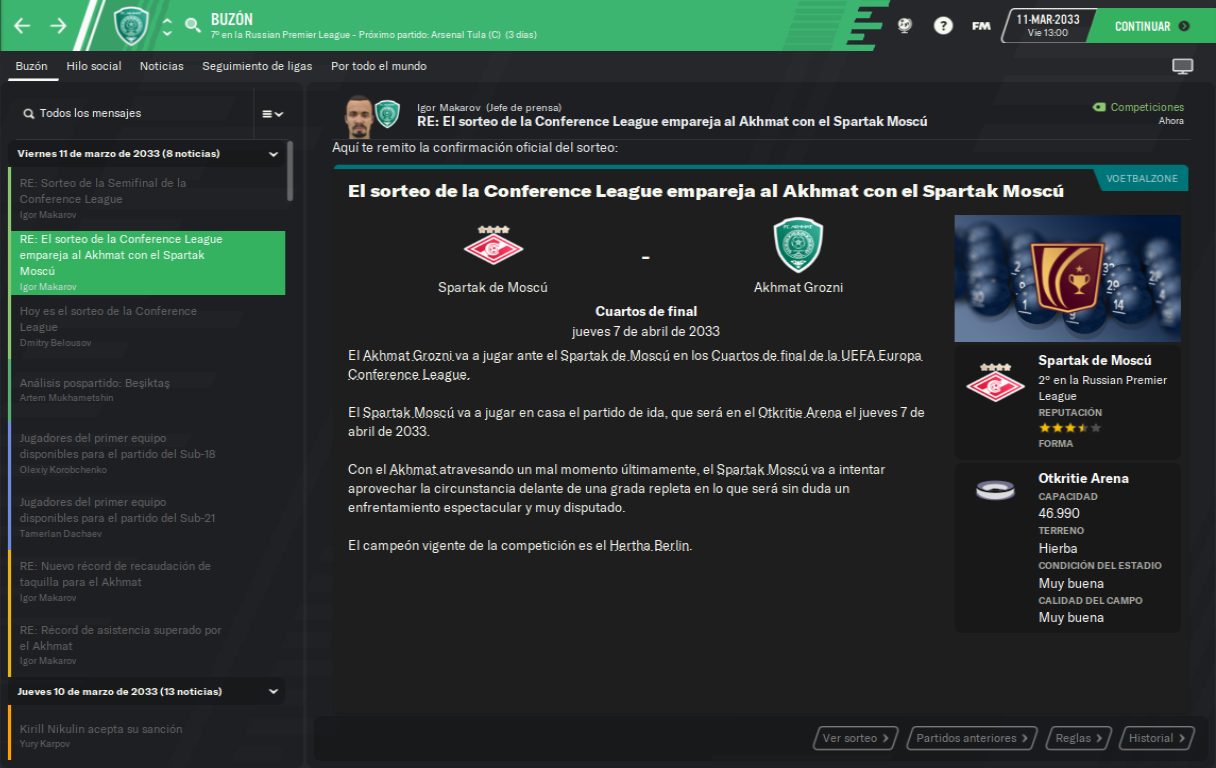 BUZÓN
7º en la Russian Premier League - Próximo partido: Arsenal Tula (C) (3 días)
?
FM
11-MAR-2033
Vie 13:00
CONTINUAR
Buzón
Hilo social
Noticias
Seguimiento de ligas
Por todo el mundo
Todos los mensajes
Viernes 11 de marzo de 2033 (8 noticias)
RE: Sorteo de la Semifinal de la
Conference League
Igor Makarov
RE: El sorteo de la Conference League
empareja al Akhmat con el Spartak
Moscú
Igor Makarov
Hoy es el sorteo de la Conference
League
Dmitry Belousov
Análisis pospartido: Beşiktaş
Artem Mukhametshin
Jugadores del primer equipo
disponibles para el partido del Sub-18
Olexiy Korobchenko
Jugadores del primer equipo
disponibles para el partido del Sub-21
Tamerlan Dachaev
RE: Nuevo récord de recaudación de
taquilla para el Akhmat
Igor Makarov
RE: Récord de asistencia superado por
el Akhmat
Igor Makarov
Jueves 10 de marzo de 2033 (13 noticias)
Kirill Nikulin acepta su sanción
Yury Karpov
Igor Makarov (Jefe de prensa)
RE: El sorteo de la Conference League empareja al Akhmat con el Spartak Moscú
Competiciones
Ahora
Aquí te remito la confirmación oficial del sorteo:
VOETBALZONE
El sorteo de la Conference League empareja al Akhmat con el Spartak Moscú
-
Spartak de Moscú
Akhmat Grozni
Cuartos de final
jueves 7 de abril de 2033
El Akhmat Grozni va a jugar ante el Spartak de Moscú en los Cuartos de final de la UEFA Europa
Conference League.
El Spartak Moscú va a jugar en casa el partido de ida, que será en el Otkritie Arena el jueves 7 de
abril de 2033.
Con el Akhmat atravesando un mal momento últimamente, el Spartak Moscú va a intentar
aprovechar la circunstancia delante de una grada repleta en lo que será sin duda un
enfrentamiento espectacular y muy disputado.
El campeón vigente de la competición es el Hertha Berlin.
Spartak de Moscú
2º en la Russian Premier
League
REPUTACIÓN
FORMA
Otkritie Arena
CAPACIDAD
46.990
TERRENO
Hierba
CONDICIÓN DEL ESTADIO
Muy buena
CALIDAD DEL CAMPO
Muy buena
Ver sorteo
Partidos anteriores
Reglas
Historial